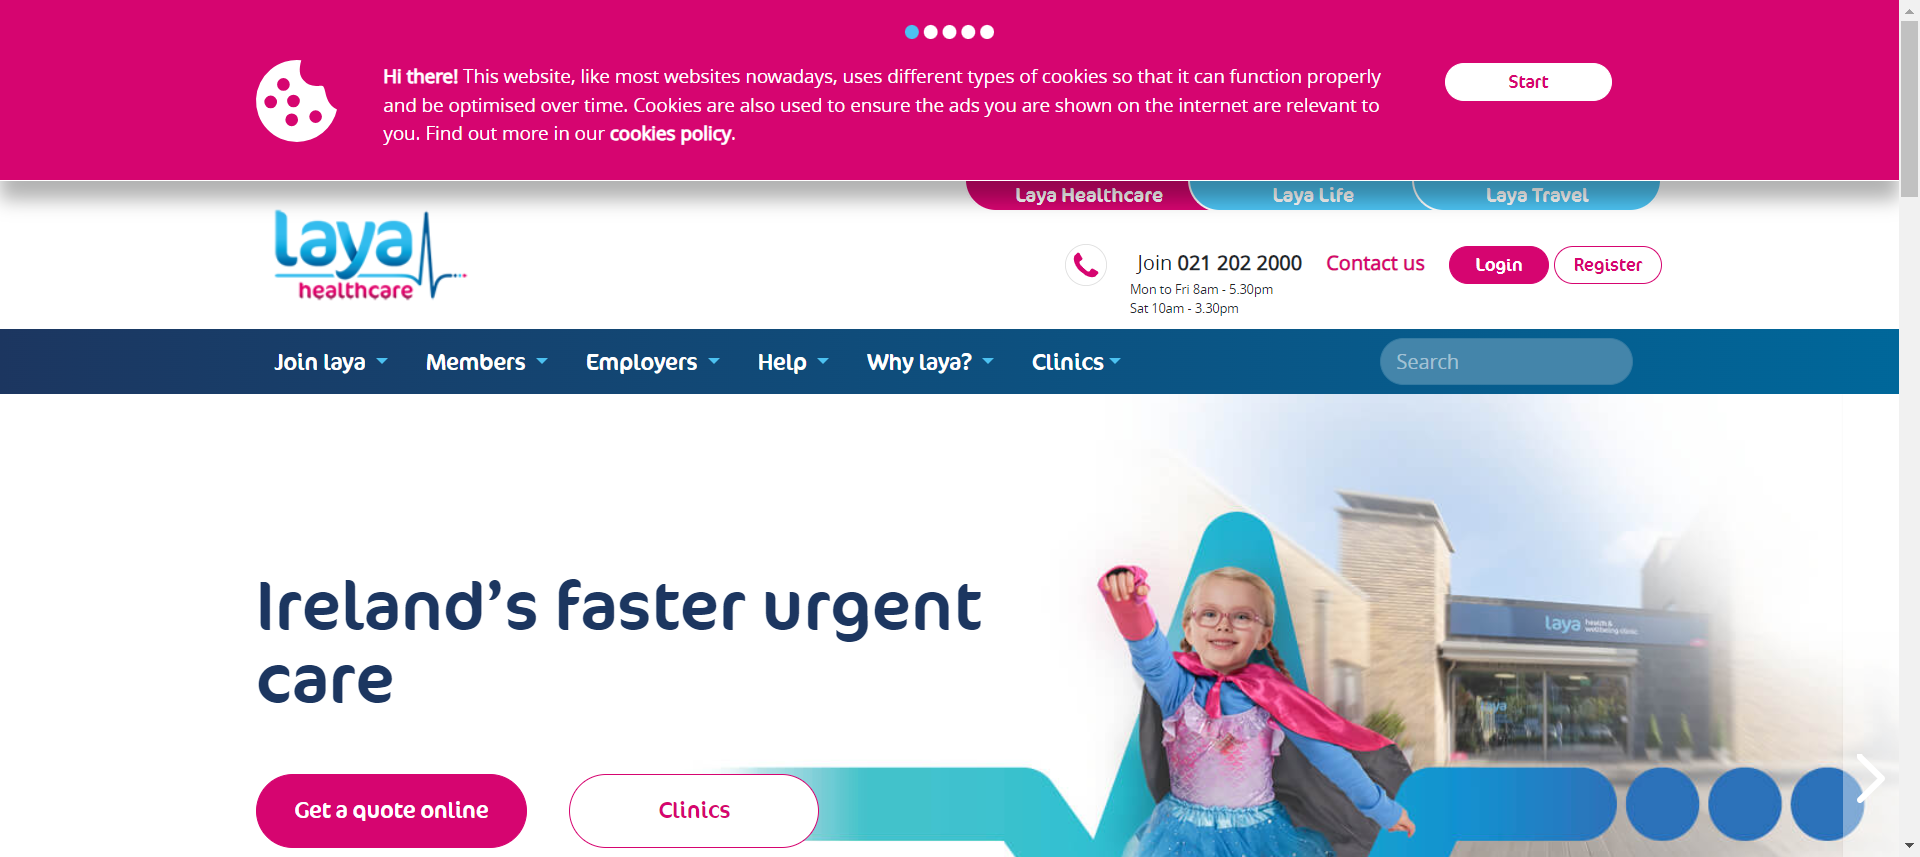 Hi there! This website, like most websites nowadays, uses different types of cookies so that it can function properly
and be optimised over time. Cookies are also used to ensure the ads you are shown on the internet are relevant to
you. Find out more in our cookies policy.
Start
Laya Healthcare
Laya Life
Laya Travel
laya
healthcare
Join 021 202 2000
Mon to Fri 8am - 5.30pm
Sat 10am - 3.30pm
Contact us
Login
Register
Join laya
Members
Employers
Help
Why laya?
Clinics
Search
Ireland’s faster urgent
care
Get a quote online
Clinics
laya health &
wellbeing clinic
laya